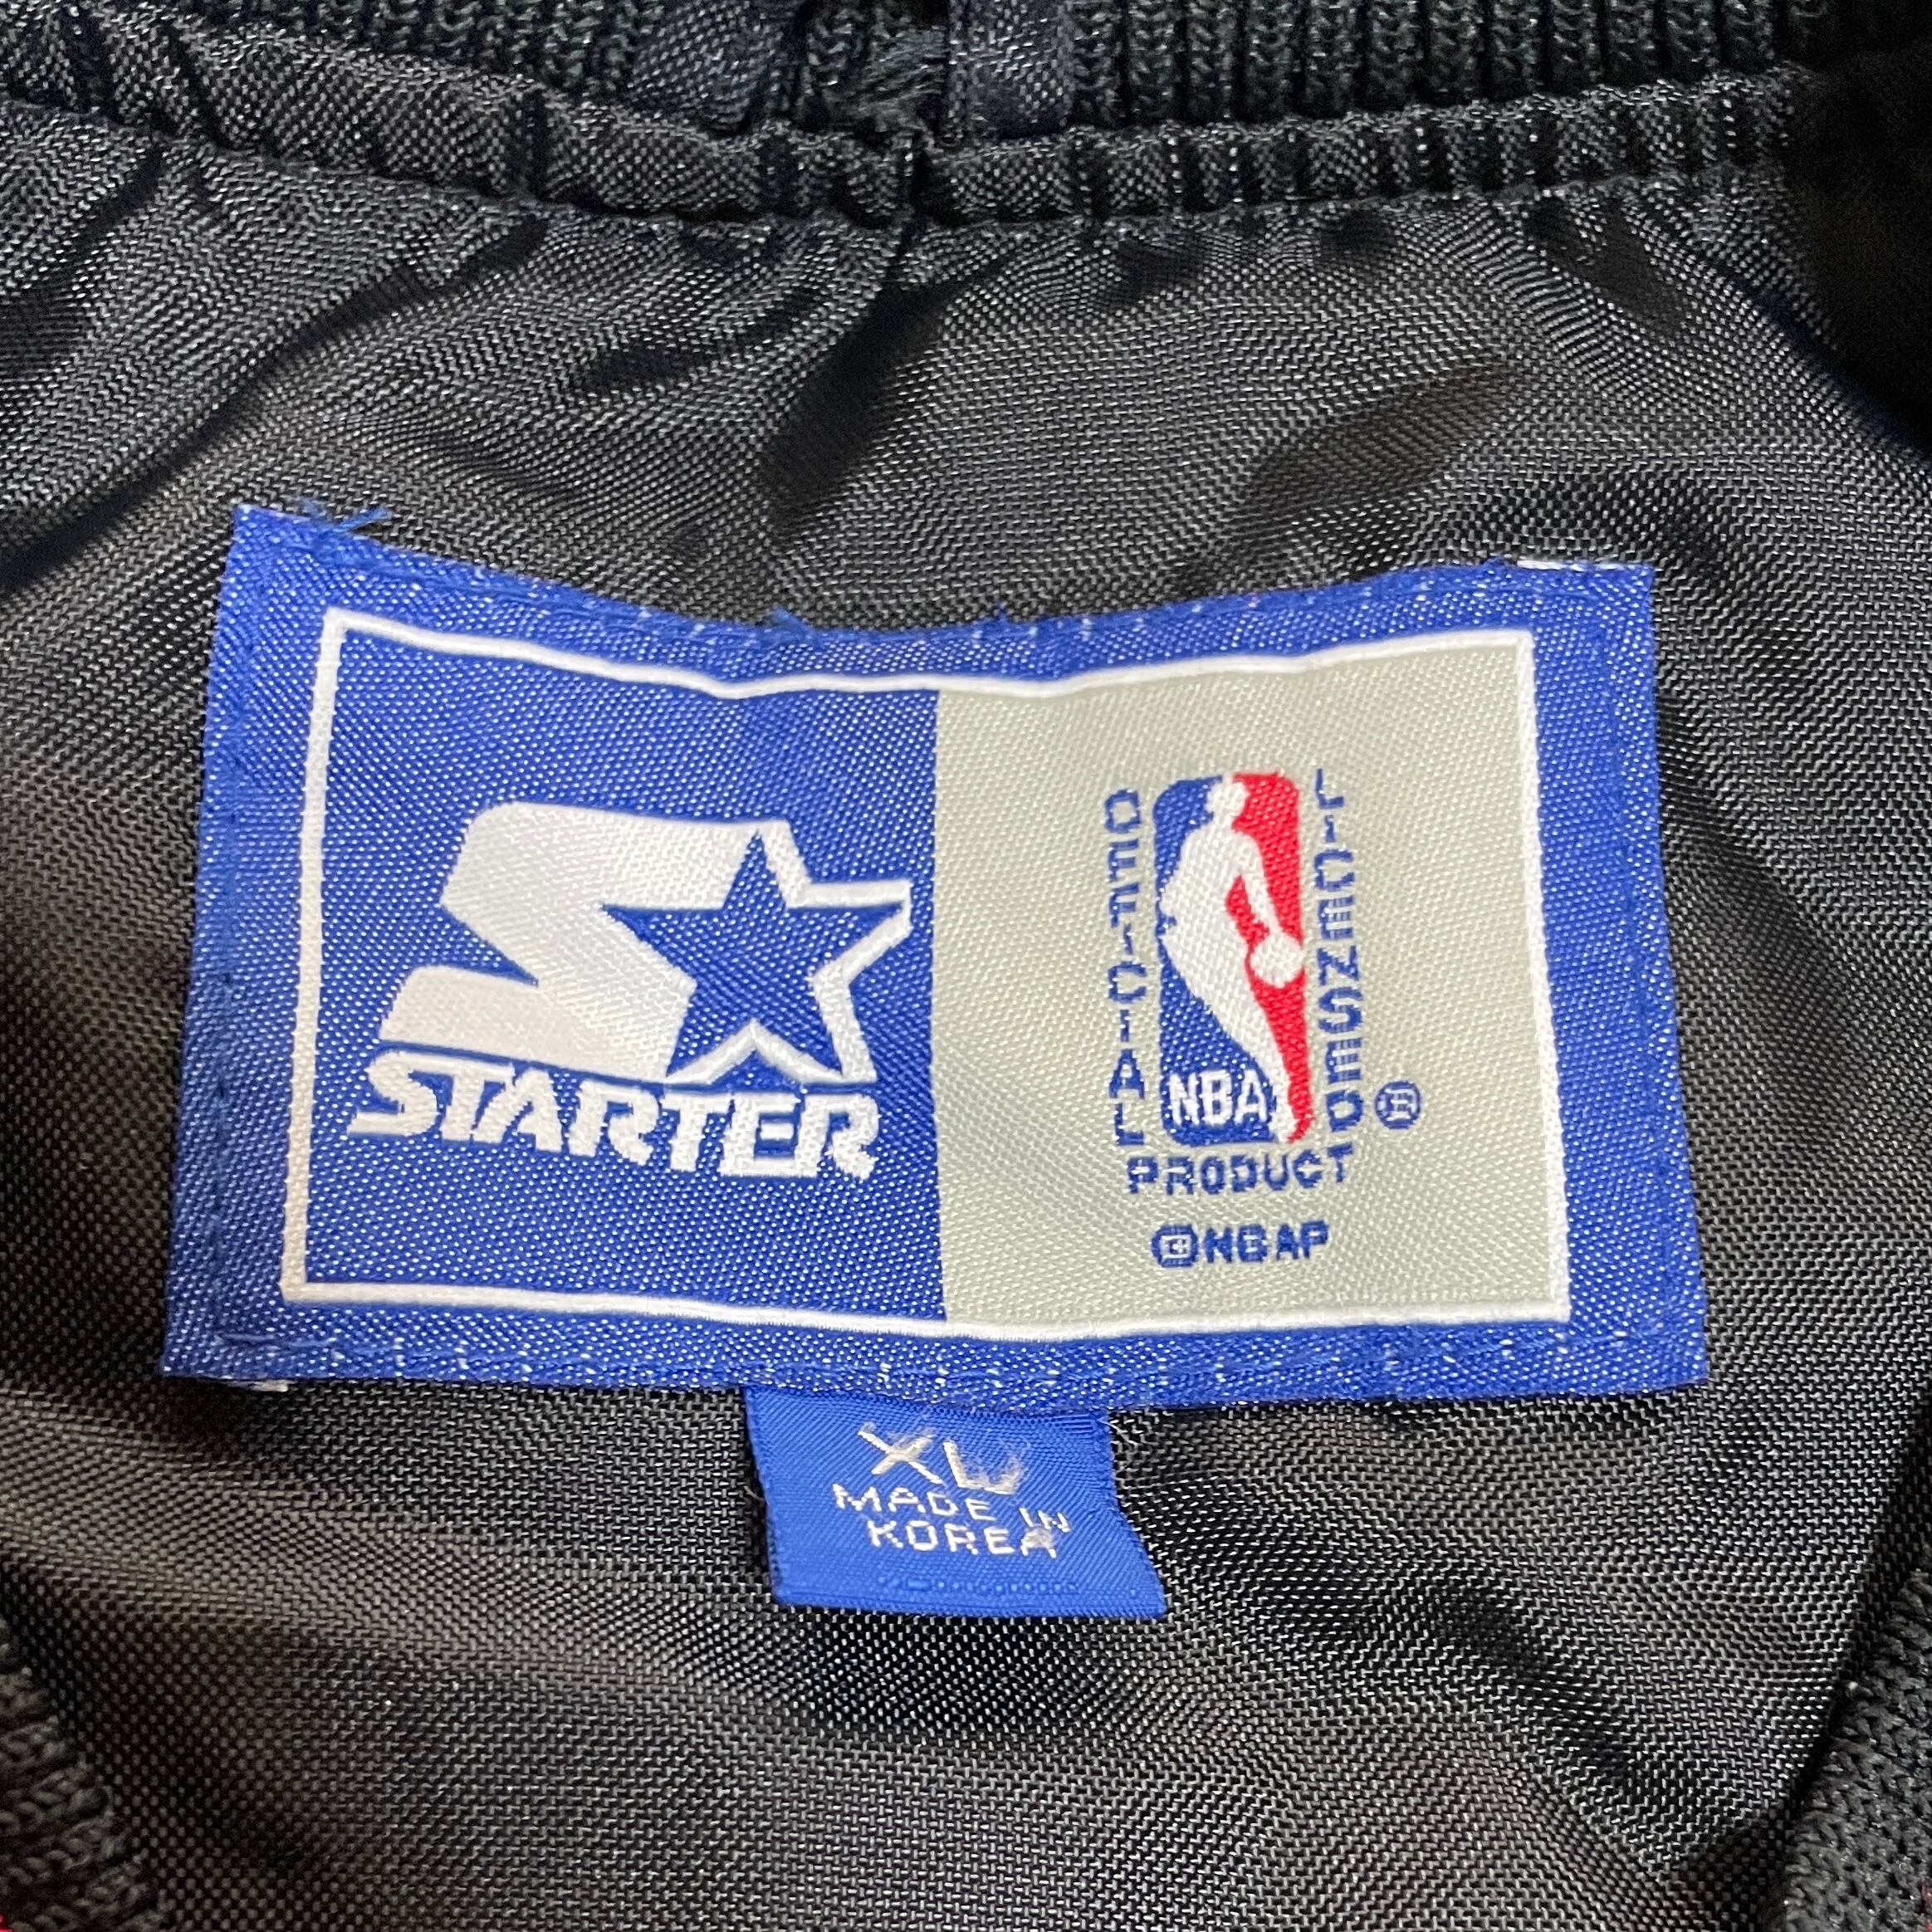 STARTER
OFFICIAL
NBA
LICENSED
®
PRODUCT
© NBAP
XL
MADE IN
KOREA